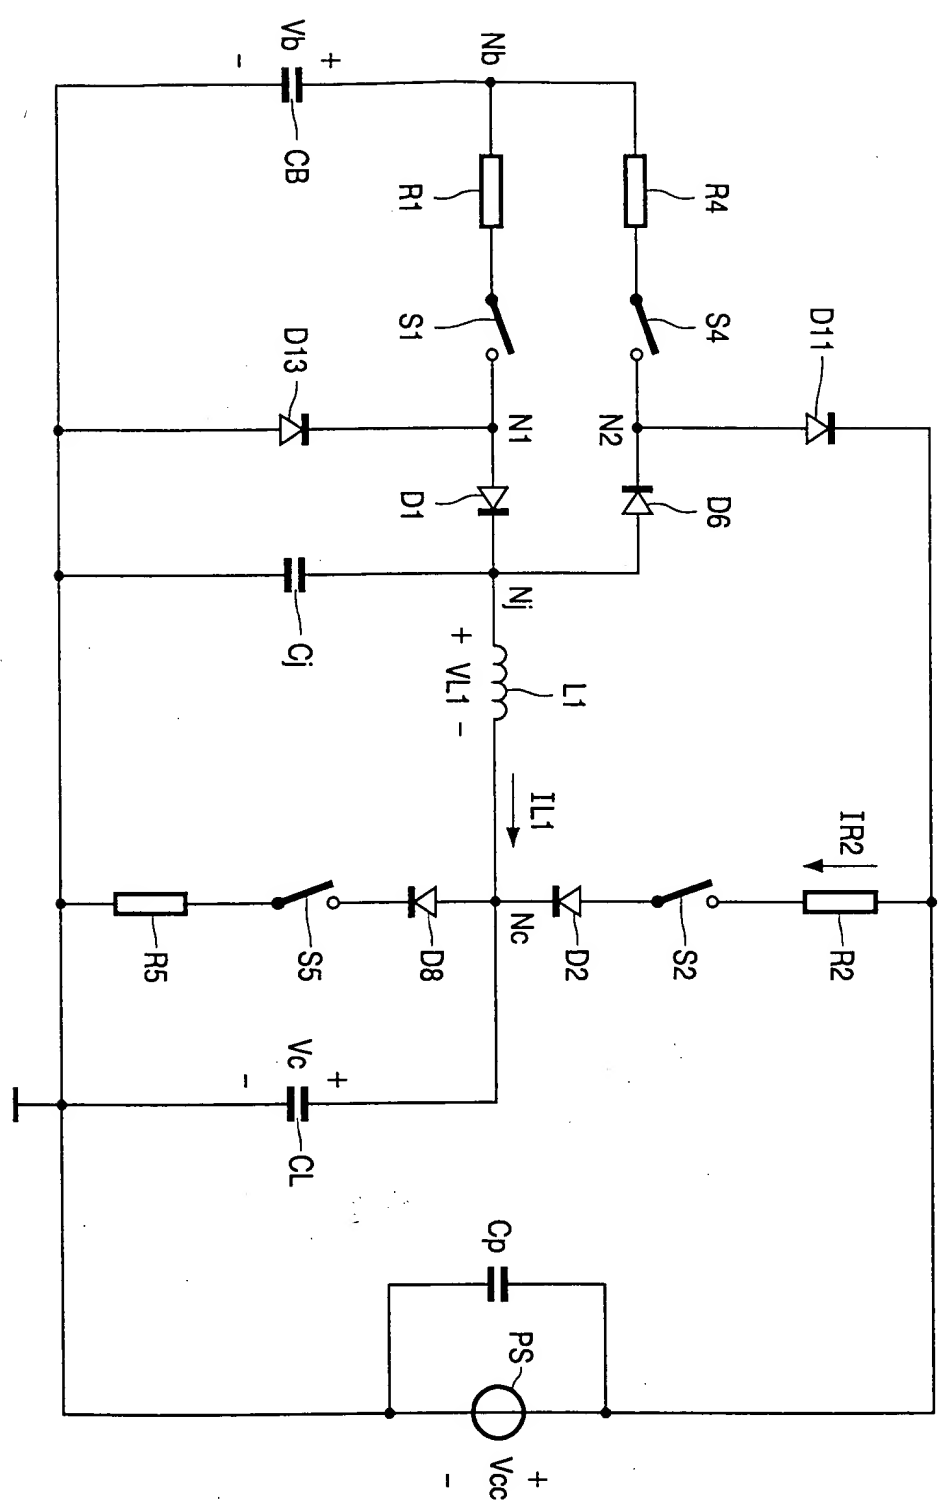 Vb
-
+
CB
Nb
R1
R4
S1
S4
D11
D13
N1
N2
D1
D6
Cj
Nj
+ VL1 -
L1
IL1
IR2
R5
S5
D8
Nc
D2
S2
R2
Vc
-
+
CL
Cp
PS
+
Vcc
-